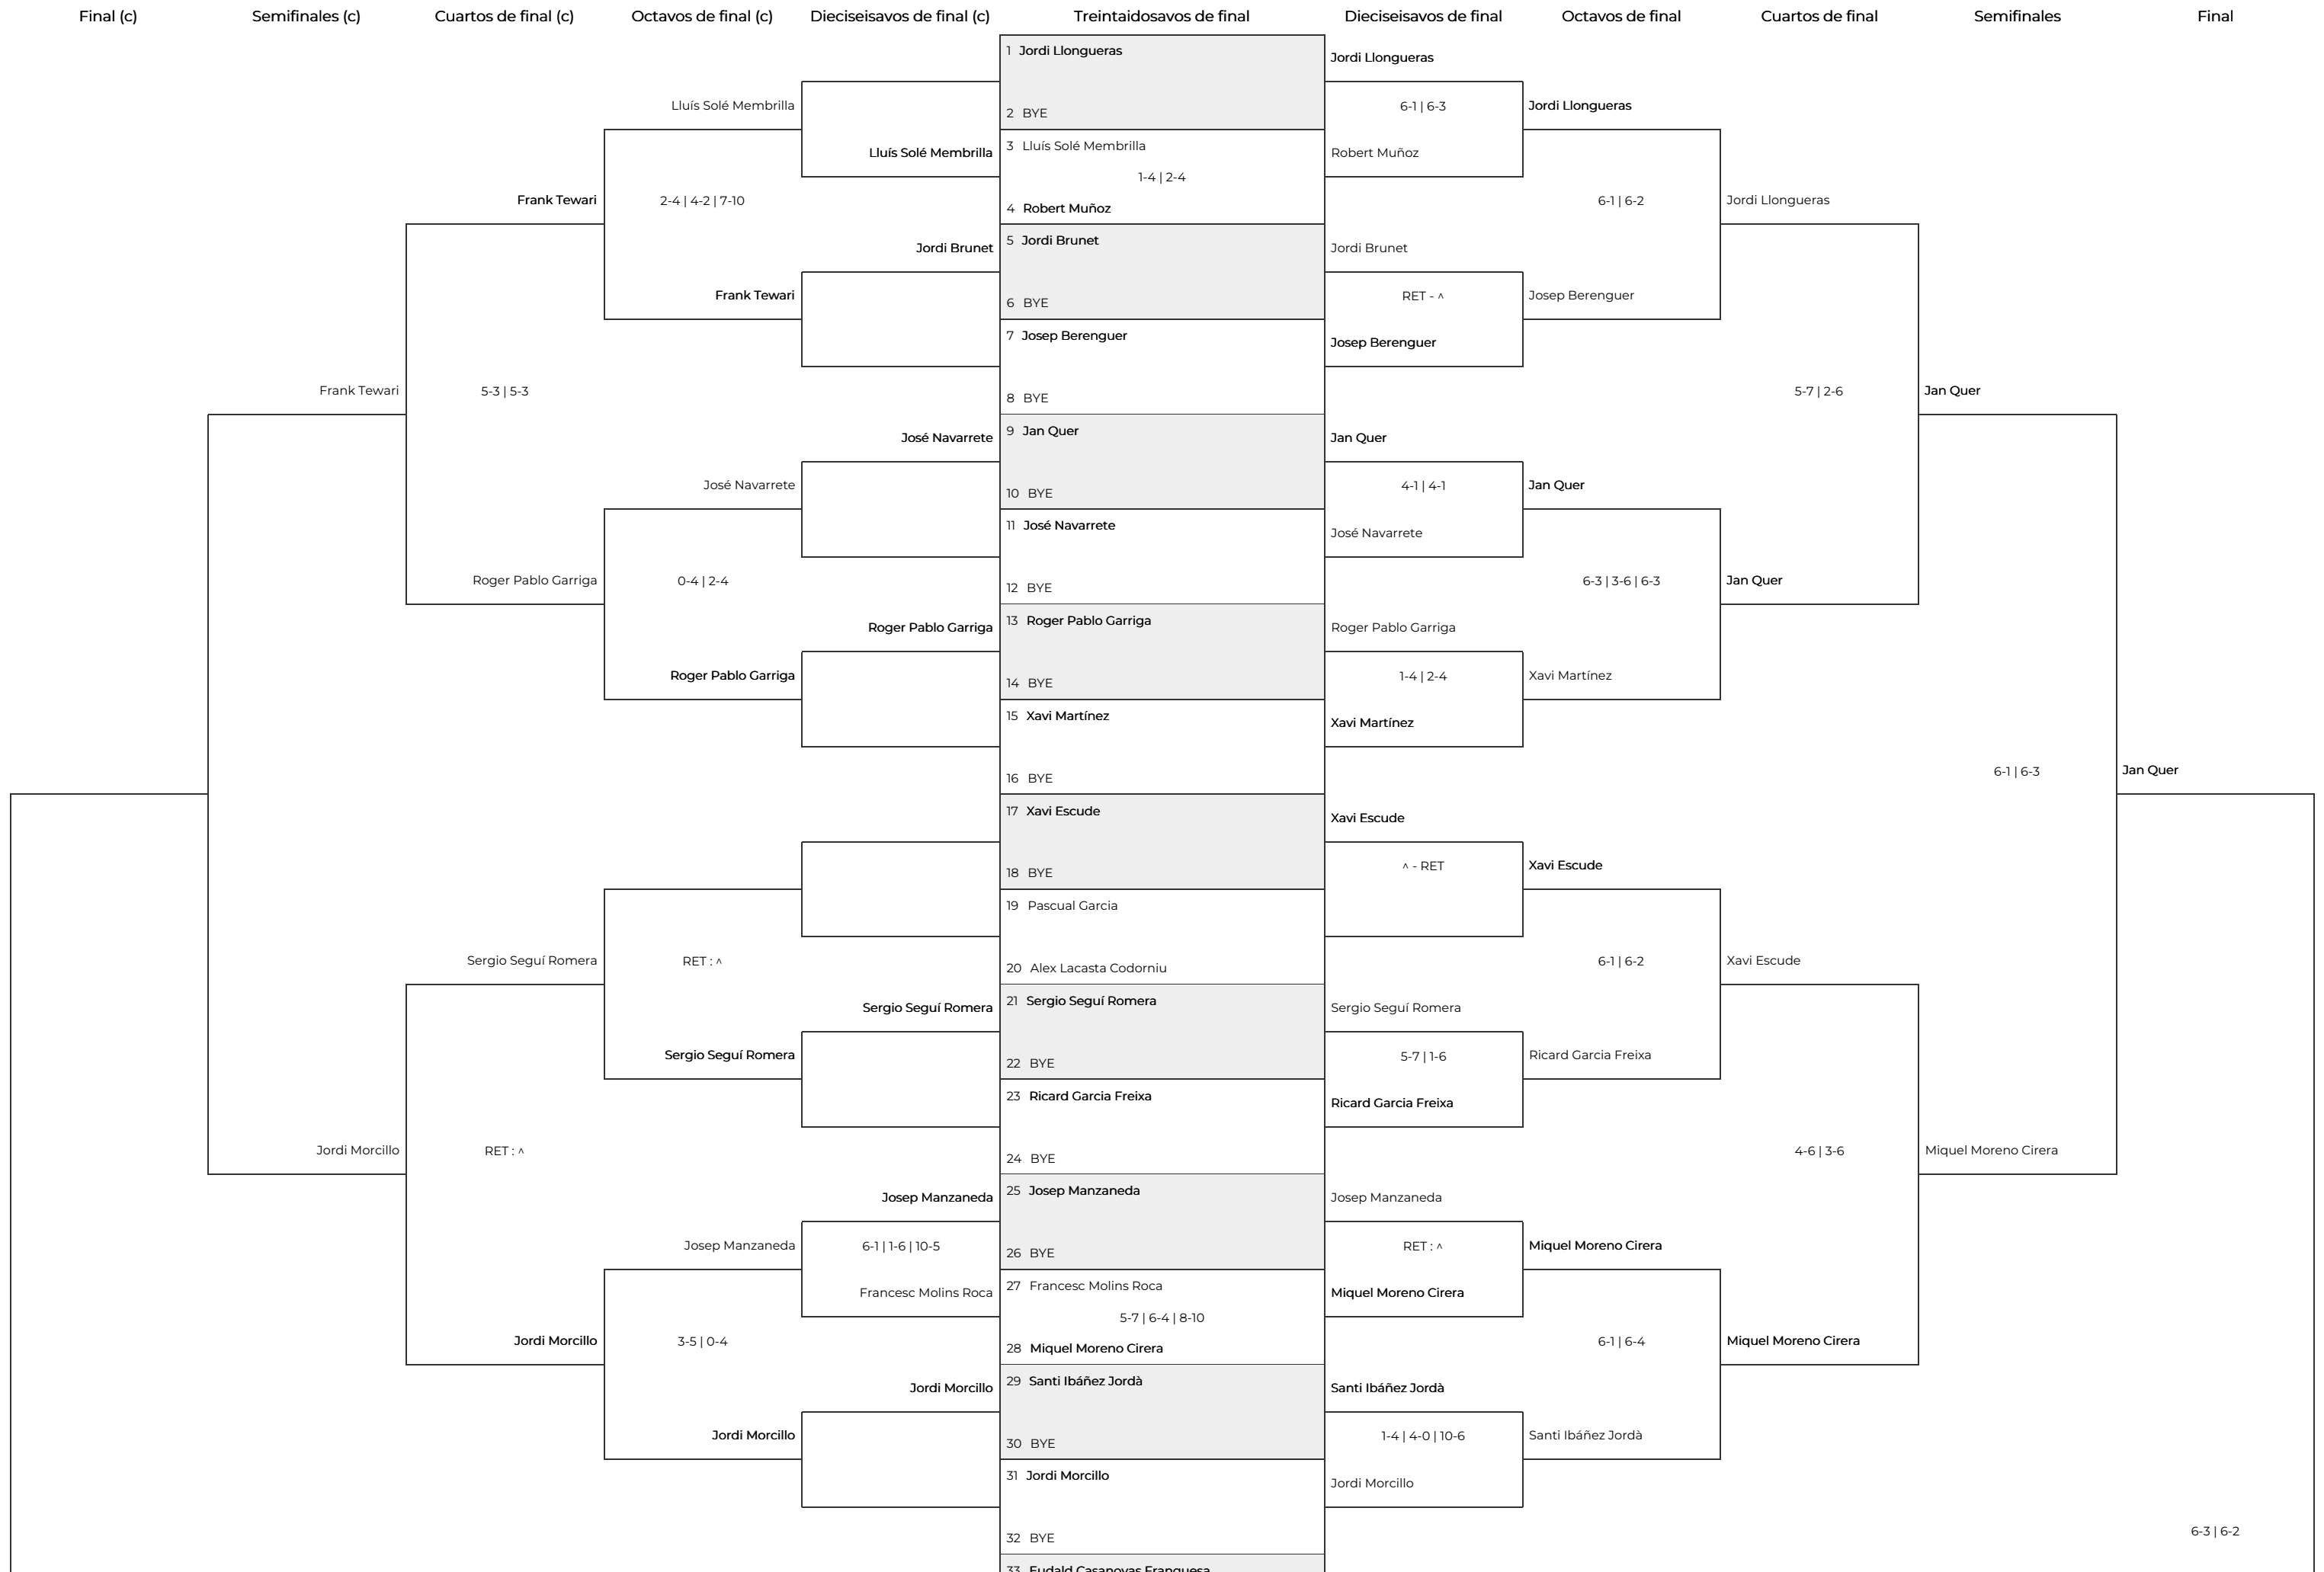 Final (c)
Semifinales (c)
Cuartos de final (c)
Octavos de final (c)
Dieciseisavos de final (c)
Treintaidosavos de final
Dieciseisavos de final
Octavos de final
Cuartos de final
Semifinales
Final
Frank Tewari
Jordi Morcillo
Frank Tewari
5-3 | 5-3
Roger Pablo Garriga
Sergio Seguí Romera
RET : ^
Jordi Morcillo
Lluís Solé Membrilla
2-4 | 4-2 | 7-10
Frank Tewari
José Navarrete
0-4 | 2-4
Roger Pablo Garriga
RET : ^
Sergio Seguí Romera
Josep Manzaneda
3-5 | 0-4
Jordi Morcillo
Lluís Solé Membrilla
Jordi Brunet
José Navarrete
Roger Pablo Garriga
Sergio Seguí Romera
Josep Manzaneda
6-1 | 1-6 | 10-5
Francesc Molins Roca
Jordi Morcillo
1 Jordi Llongueras
2 BYE
3 Lluís Solé Membrilla
1-4 | 2-4
4 Robert Muñoz
5 Jordi Brunet
6 BYE
7 Josep Berenguer
8 BYE
9 Jan Quer
10 BYE
11 José Navarrete
12 BYE
13 Roger Pablo Garriga
14 BYE
15 Xavi Martínez
16 BYE
17 Xavi Escude
18 BYE
19 Pascual Garcia
20 Alex Lacasta Codorniu
21 Sergio Seguí Romera
22 BYE
23 Ricard Garcia Freixa
24 BYE
25 Josep Manzaneda
26 BYE
27 Francesc Molins Roca
5-7 | 6-4 | 8-10
28 Miquel Moreno Cirera
29 Santi Ibáñez Jordà
30 BYE
31 Jordi Morcillo
32 BYE
33 Eudald Casanovas Franquesa
Jordi Llongueras
6-1 | 6-3
Robert Muñoz
Jordi Brunet
RET - ^
Josep Berenguer
Jan Quer
4-1 | 4-1
José Navarrete
Roger Pablo Garriga
1-4 | 2-4
Xavi Martínez
Xavi Escude
^ - RET
Sergio Seguí Romera
5-7 | 1-6
Ricard Garcia Freixa
Josep Manzaneda
RET : ^
Miquel Moreno Cirera
Santi Ibáñez Jordà
1-4 | 4-0 | 10-6
Jordi Morcillo
Jordi Llongueras
6-1 | 6-2
Josep Berenguer
Jan Quer
6-3 | 3-6 | 6-3
Xavi Martínez
Xavi Escude
6-1 | 6-2
Ricard Garcia Freixa
Miquel Moreno Cirera
6-1 | 6-4
Santi Ibáñez Jordà
Jordi Llongueras
5-7 | 2-6
Jan Quer
Xavi Escude
4-6 | 3-6
Miquel Moreno Cirera
Jan Quer
6-1 | 6-3
Miquel Moreno Cirera
Jan Quer
6-3 | 6-2